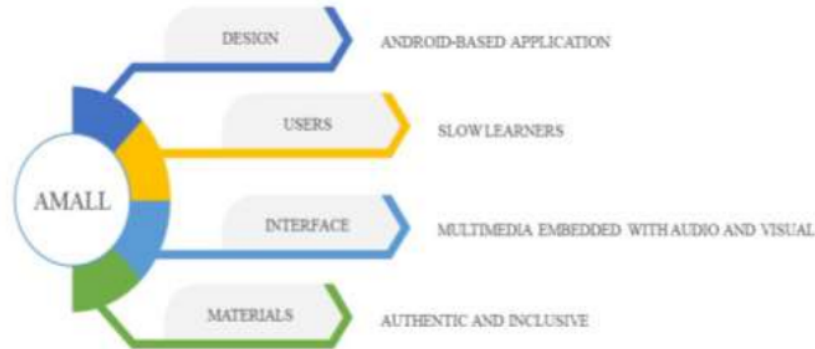 DESIGN
ANDROID-BASED APPLICATION
USERS
SLOW LEARNERS
AMALL
INTERFACE
MULTIMEDIA EMBEDDED WITH AUDIO AND VISUAL
MATERIALS
AUTHENTIC AND INCLUSIVE